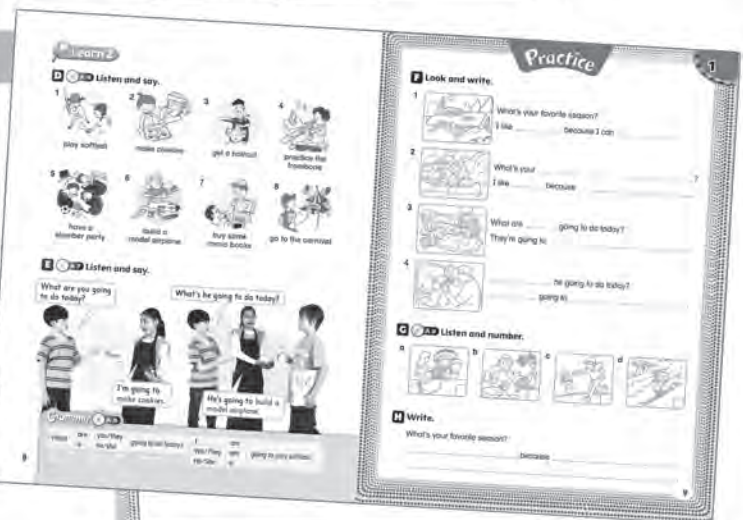 Learn 2
D Listen and say.
1
2
3
4
play softball
make cookies
get a haircut
practice the
trombone
5
6
7
8
have a
slumber party
build a
model airplane
buy some
comic books
go to the carnival
E Listen and say.
What are you going
to do today?
What's he going to do today?
I'm going to
make cookies.
He's going to build a
model airplane.
Grammar
What are you/they going to do today?
I am
you/they are going to play softball.
he/she is
8
Practice
1
F Look and write.
1
What's your favorite season?
I like because I can
2
What's your ?
I like because
3
What are going to do today?
They're going to
4
he going to do today?
going to
G Listen and number.
a
b
c
d
H Write.
What's your favorite season?
because
9